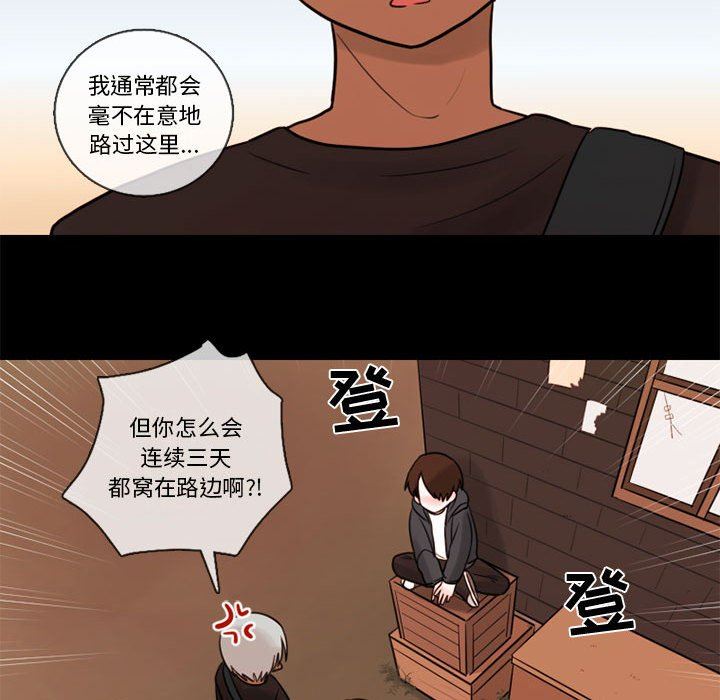 我通常都会
毫不在意地
路过这里...
登
但你怎么会
连续三天
都窝在路边啊?!
登